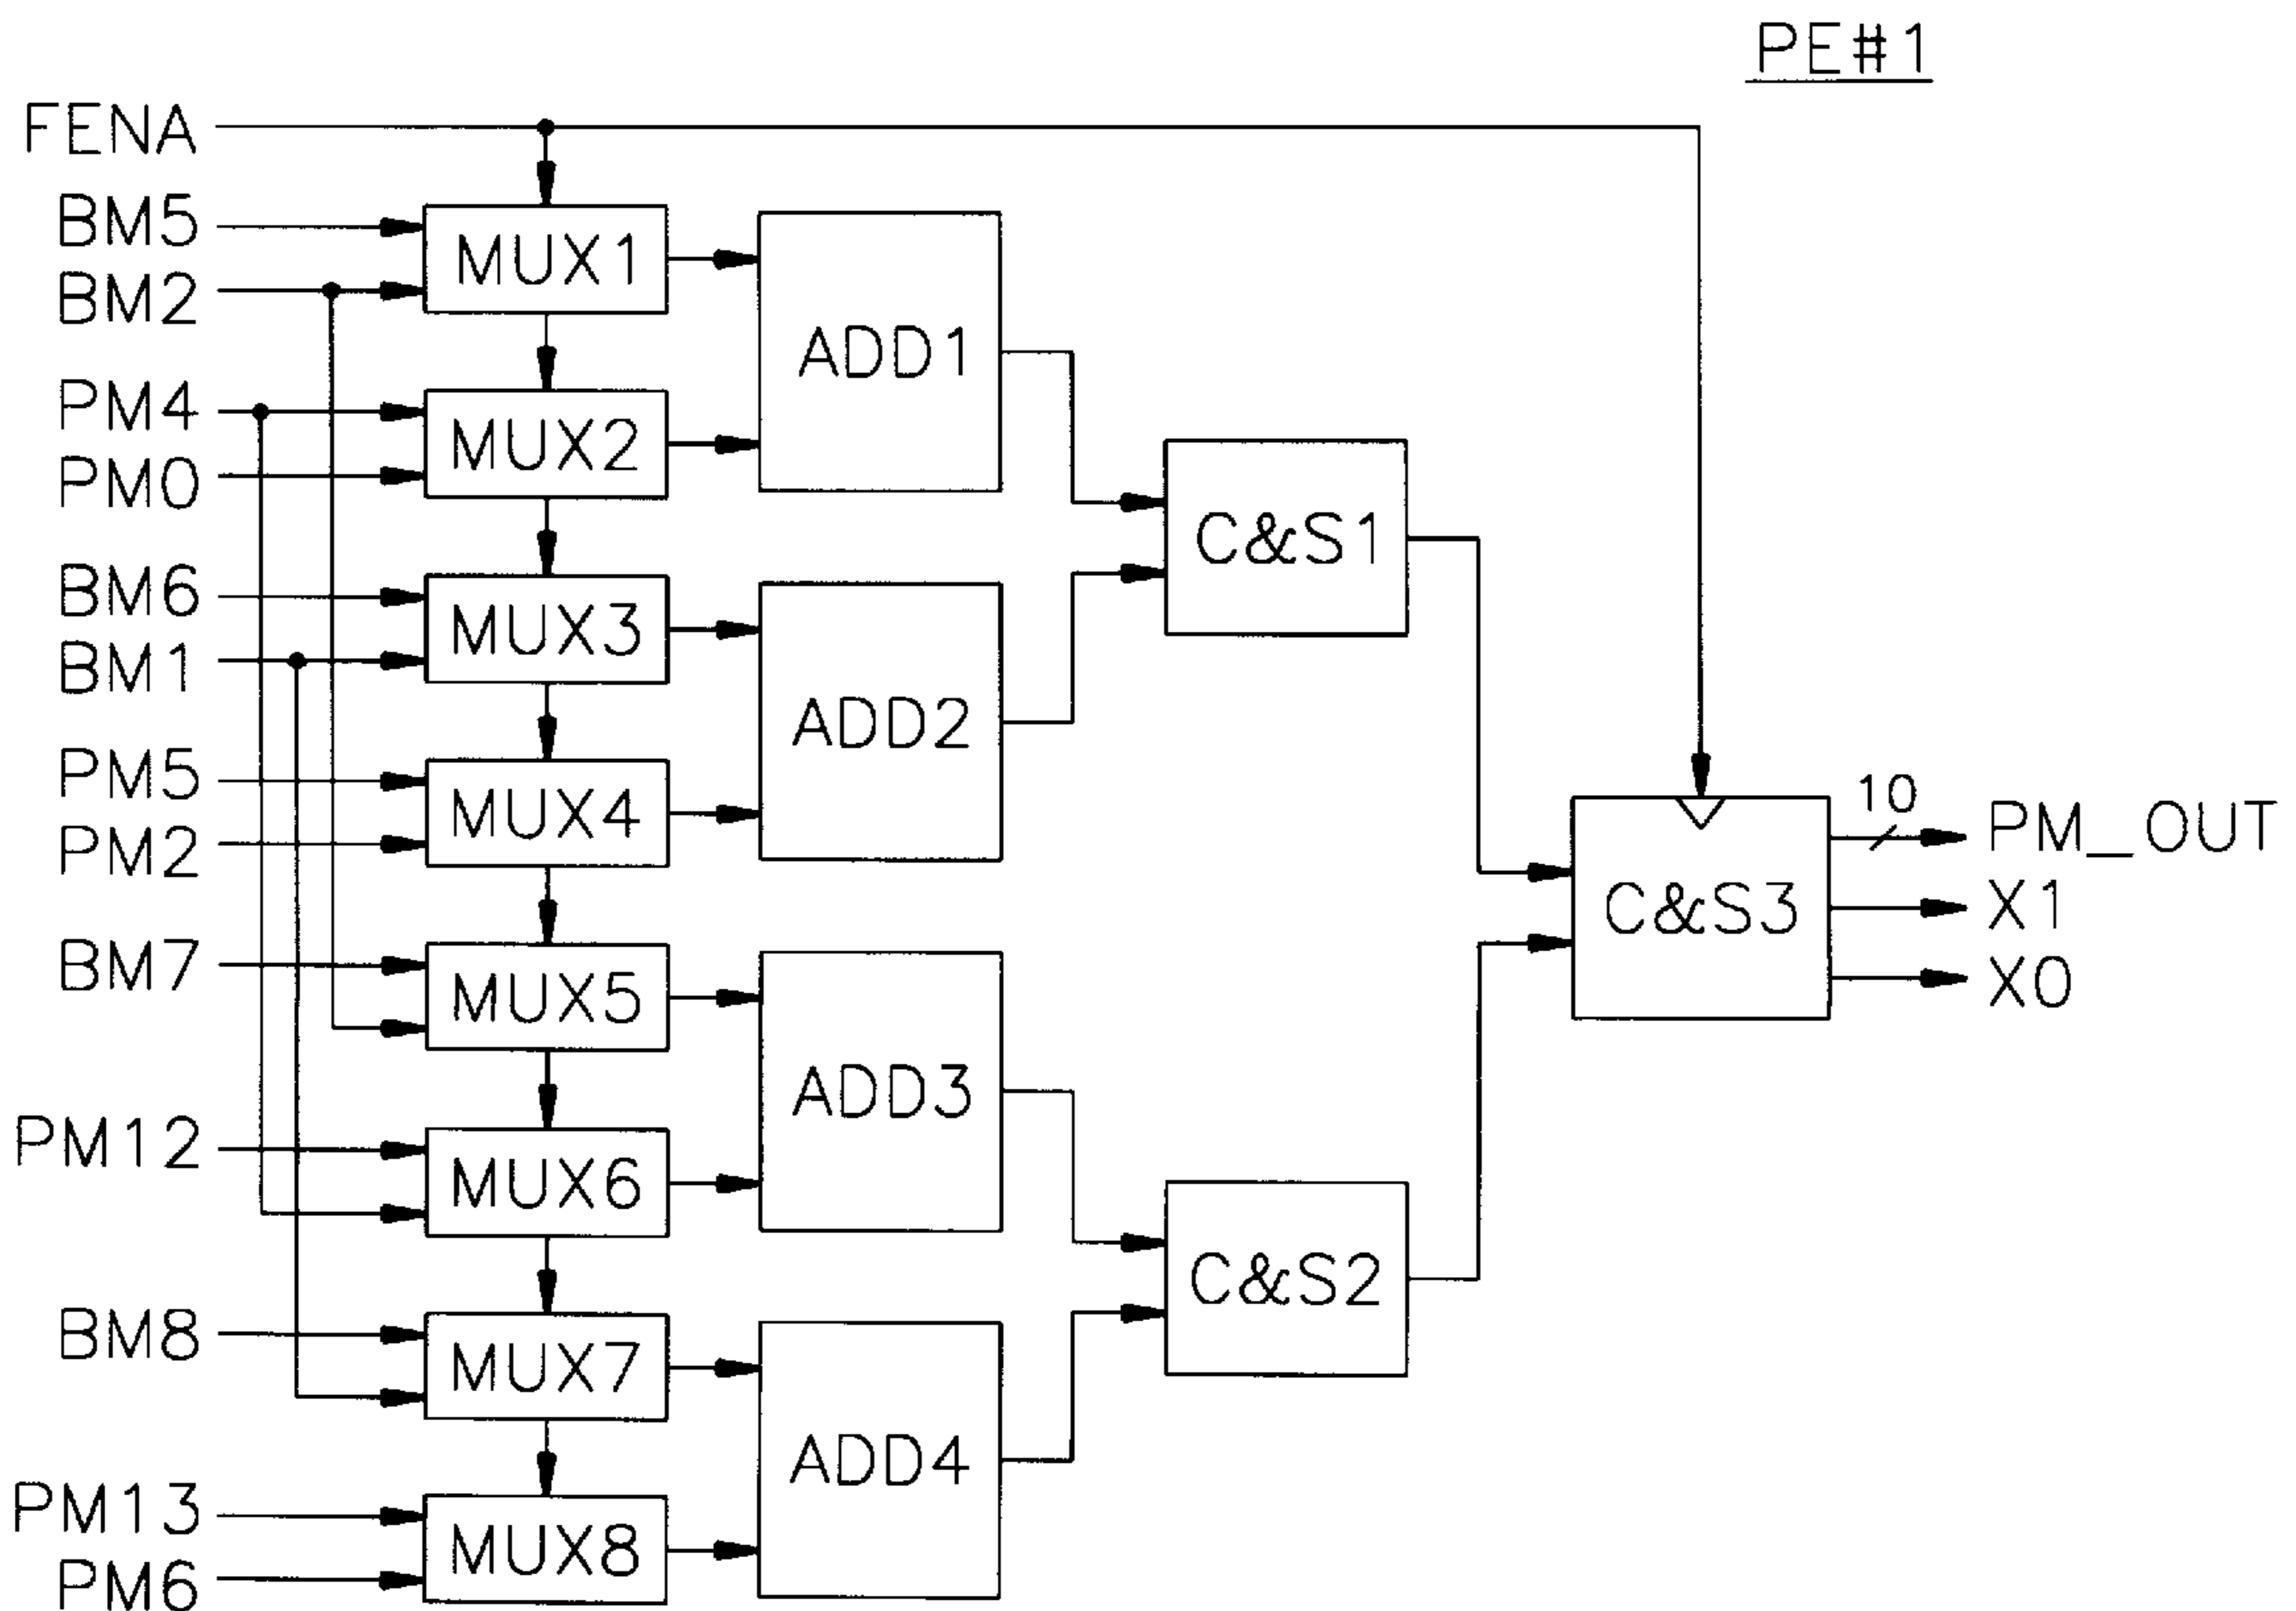 PE#1
FENA
BM5
BM2
MUX1
ADD1
PM4
PM0
MUX2
C&S1
BM6
BM1
MUX3
ADD2
PM5
PM2
MUX4
10
PM_OUT
C&S3
X1
X0
BM7
MUX5
ADD3
PM12
MUX6
C&S2
BM8
MUX7
ADD4
PM13
PM6
MUX8